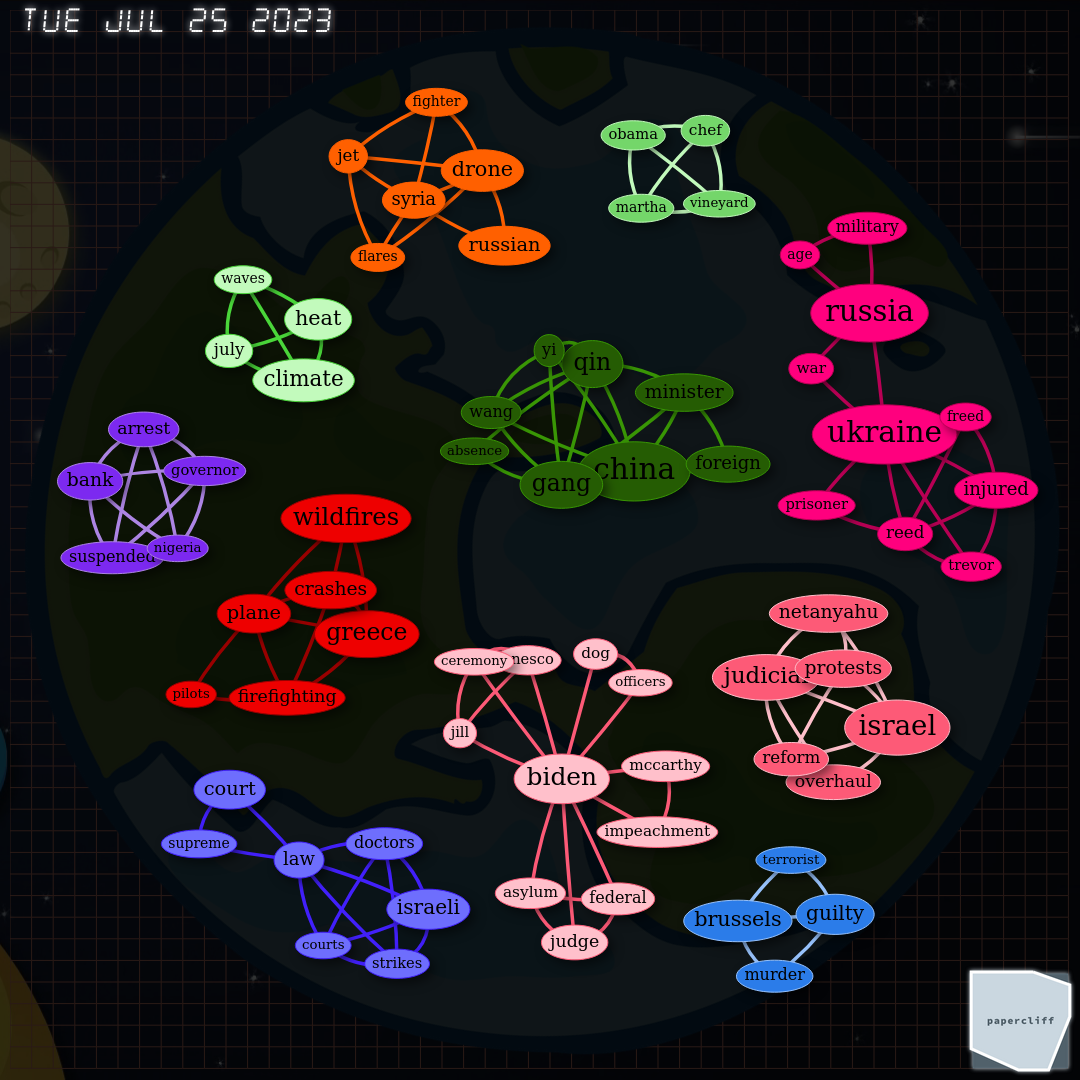 TUE JUL 25 2023
fighter
jet
drone
syria
russian
flares
obama
chef
martha
vineyard
military
age
russia
war
ukraine
freed
injured
prisoner
reed
trevor
waves
heat
july
climate
yi
qin
minister
wang
absence
china
gang
foreign
arrest
bank
governor
suspended
nigeria
wildfires
crashes
plane
greece
pilots
firefighting
ceremony
nesco
dog
officers
jill
biden
mccarthy
impeachment
asylum
federal
judge
netanyahu
judicial
protests
israel
reform
overhaul
court
supreme
law
doctors
israeli
courts
strikes
terrorist
brussels
guilty
murder
papercliff